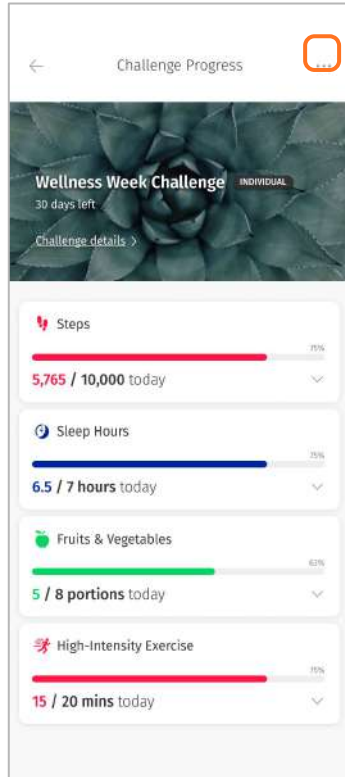 Challenge Progress
Wellness Week Challenge INDIVIDUAL
30 days left
Challenge details >
Steps
75%
5,765 / 10,000 today
Sleep Hours
75%
6.5 / 7 hours today
Fruits & Vegetables
63%
5 / 8 portions today
High-Intensity Exercise
75%
15 / 20 mins today